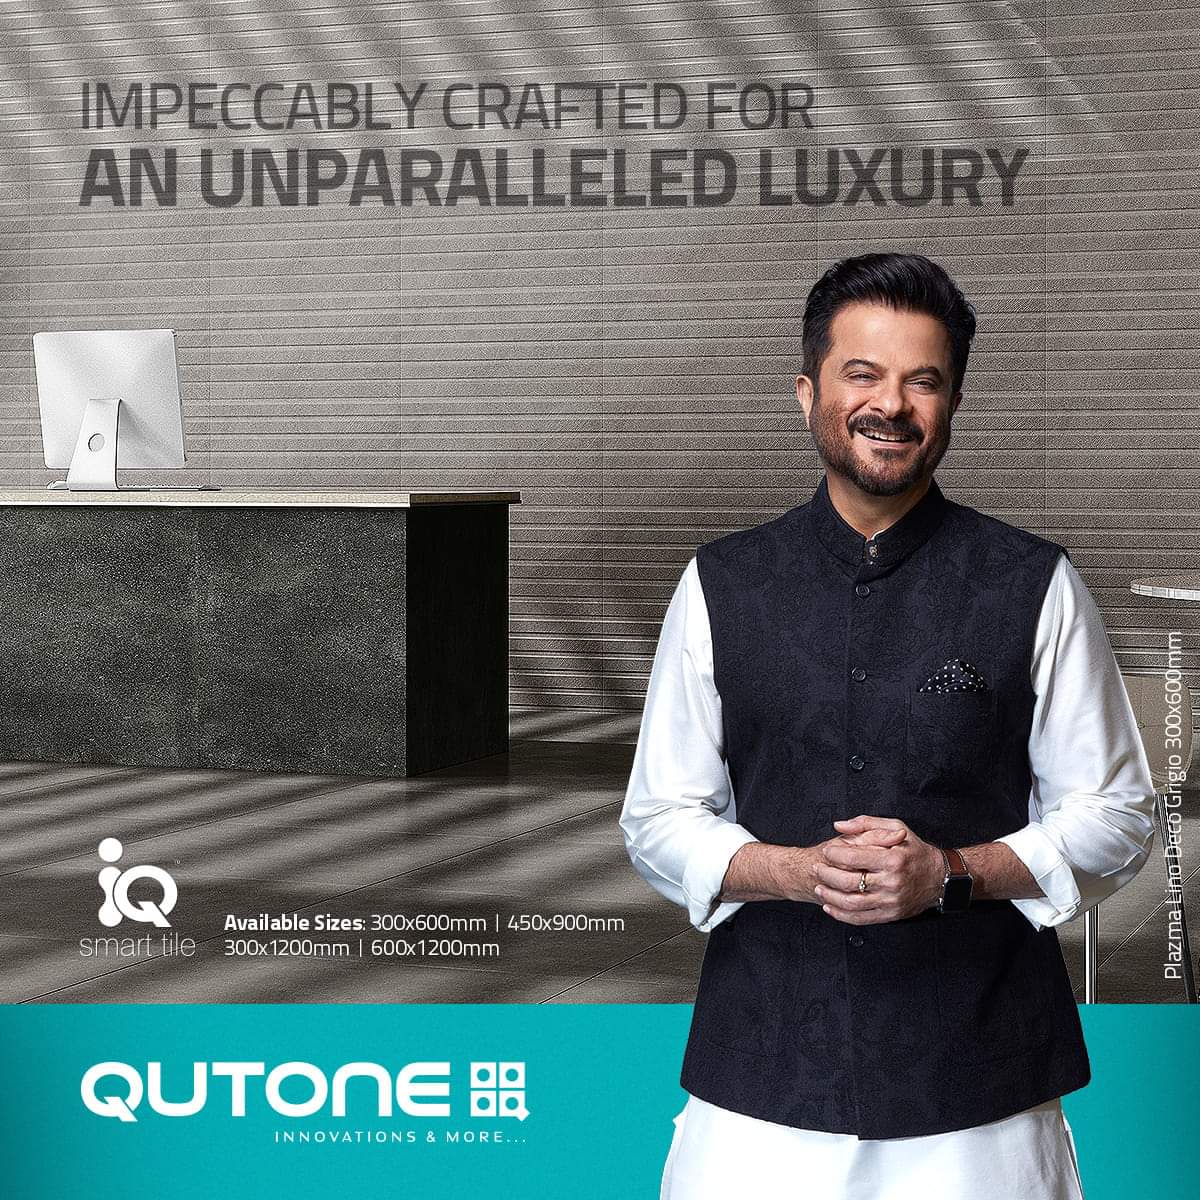 IMPECCABLY CRAFTED FOR
AN UNPARALLELED LUXURY
iQ™
smart tile
Available Sizes: 300x600mm | 450x900mm
300x1200mm | 600x1200mm
Plazma Lino Deco Grigio 300x600mm
QUTONE
INNOVATIONS & MORE...